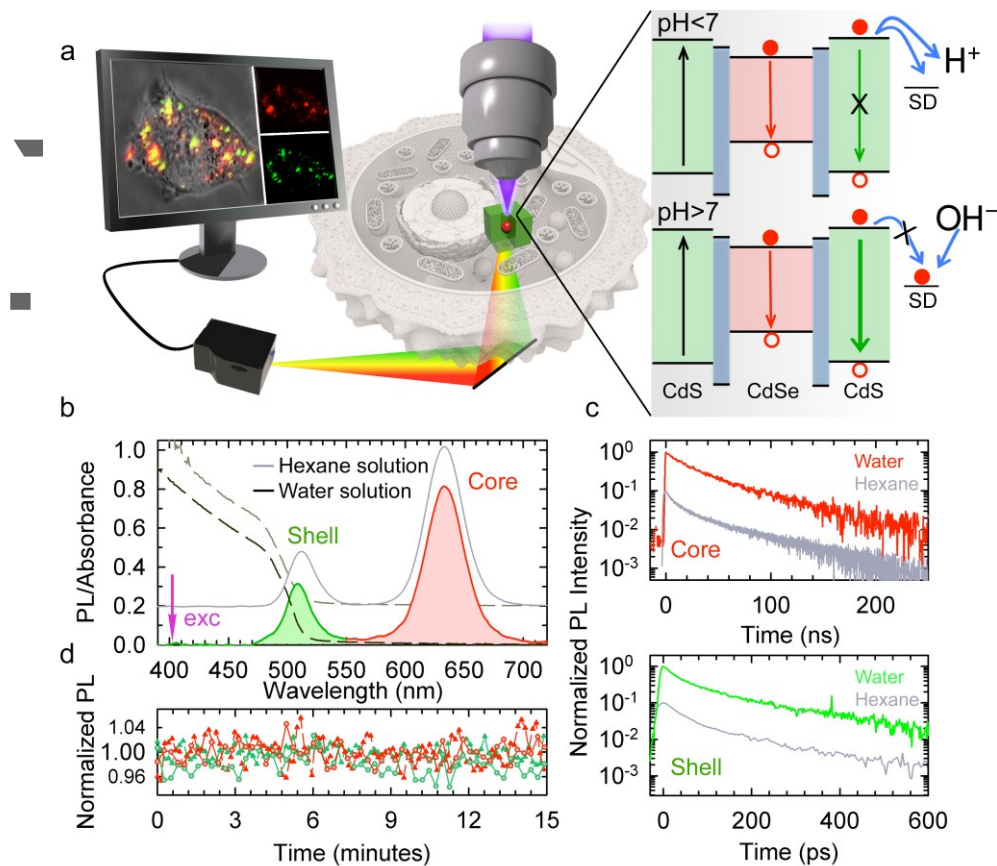 a
pH<7
H⁺
SD
X
pH>7
OH⁻
X
SD
CdS
CdSe
CdS
b
PL/Absorbance
1.0
0.8
0.6
0.4
0.2
0.0
Hexane solution
Water solution
Core
Shell
exc
400
450
500
550
600
650
700
Wavelength (nm)
c
Normalized PL Intensity
10⁰
10⁻¹
10⁻²
10⁻³
Water
Hexane
Core
0
100
200
Time (ns)
d
Normalized PL
1.04
1.00
0.96
0
3
6
9
12
15
Time (minutes)
10⁰
10⁻¹
10⁻²
10⁻³
Water
Hexane
Shell
0
200
400
600
Time (ps)